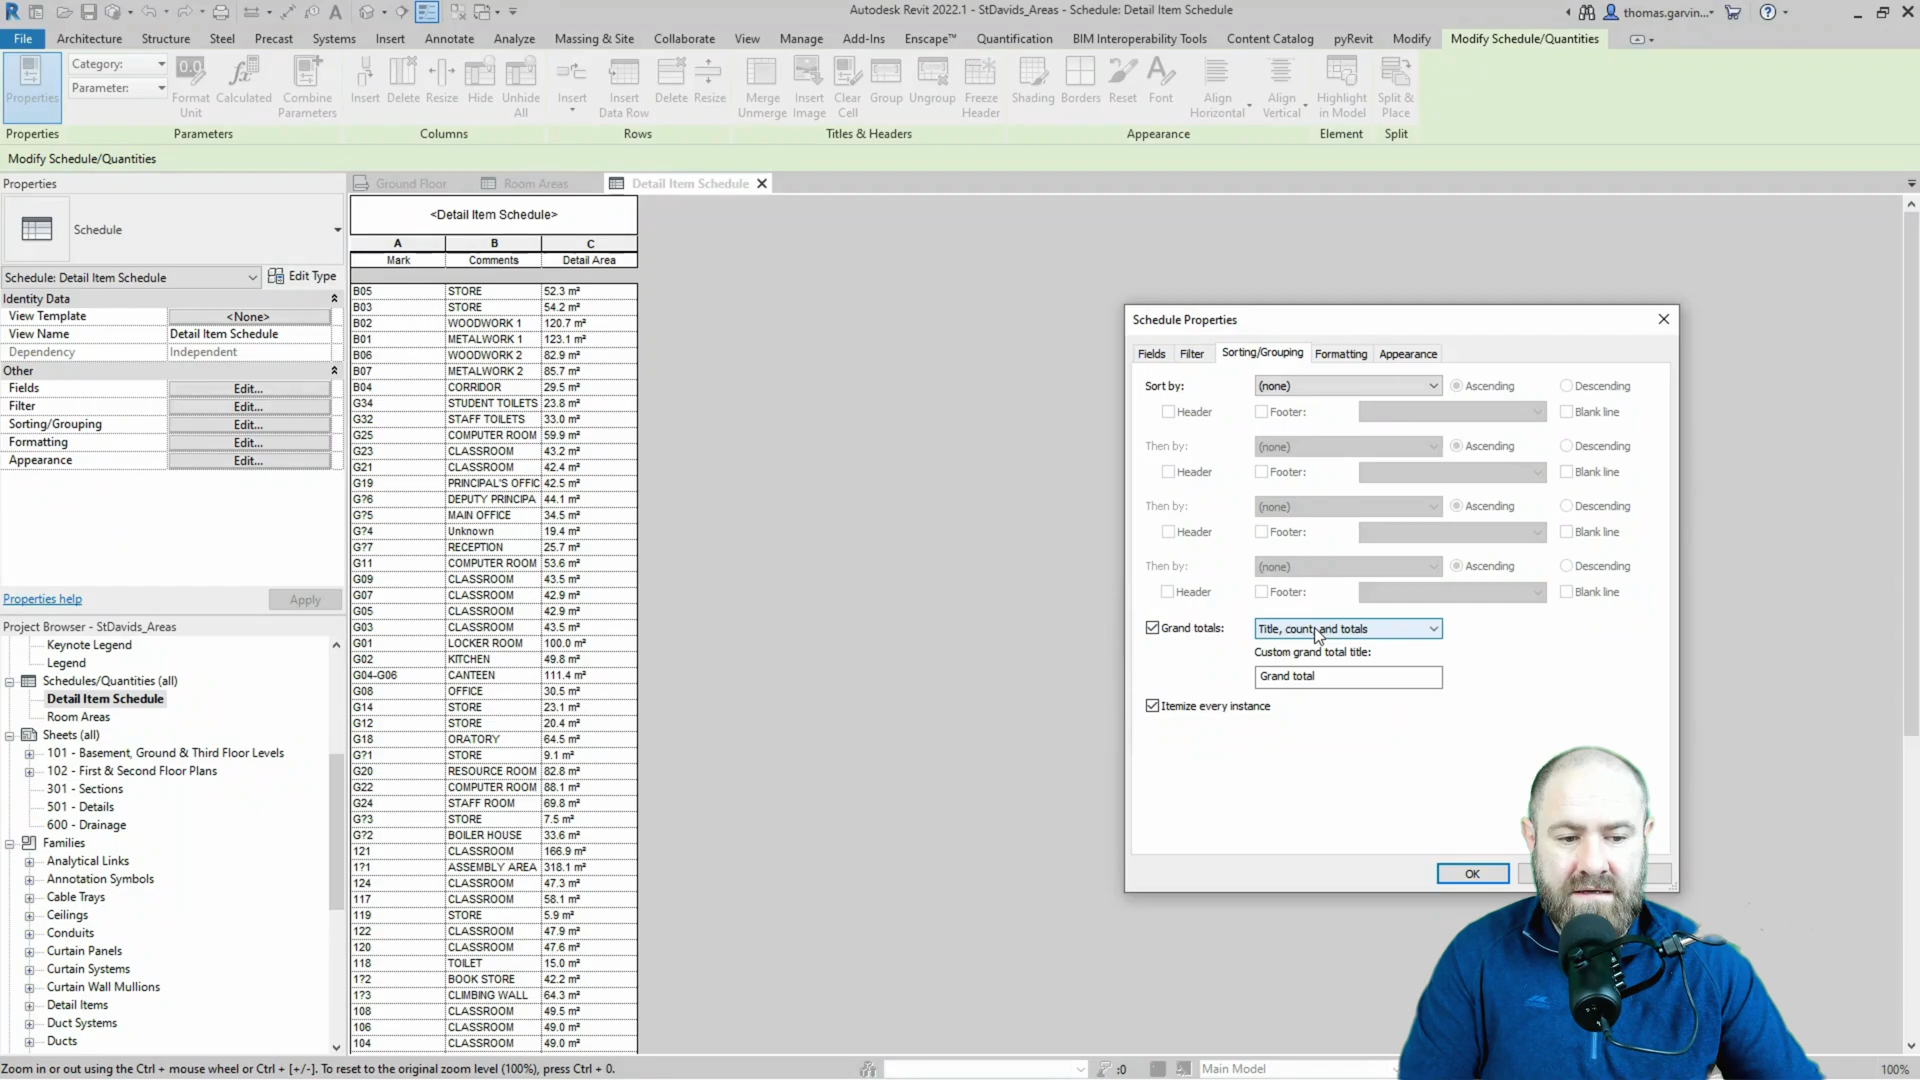 Autodesk Revit 2022.1 - StDavids_Areas - Schedule: Detail Item Schedule
thomas.garvin...
File
Architecture
Structure
Steel
Precast
Systems
Insert
Annotate
Analyze
Massing & Site
Collaborate
View
Manage
Add-Ins
Enscape™
Quantification
BIM Interoperability Tools
Content Catalog
pyRevit
Modify
Modify Schedule/Quantities
Properties
Category:
Parameter:
Format
Unit
Calculated
Combine
Parameters
Insert
Delete
Resize
Hide
Unhide
All
Insert
Insert
Data Row
Delete
Resize
Merge
Unmerge
Insert
Image
Clear
Cell
Group
Ungroup
Freeze
Header
Shading
Borders
Reset
Font
Align
Horizontal
Align
Vertical
Highlight
in Model
Split &
Place
Properties
Parameters
Columns
Rows
Titles & Headers
Appearance
Element
Split
Modify Schedule/Quantities
Properties
Schedule
Schedule: Detail Item Schedule
Edit Type
Identity Data
View Template
<None>
View Name
Detail Item Schedule
Dependency
Independent
Other
Fields
Edit...
Filter
Edit...
Sorting/Grouping
Edit...
Formatting
Edit...
Appearance
Edit...
Properties help
Apply
Project Browser - StDavids_Areas
Keynote Legend
Legend
Schedules/Quantities (all)
Detail Item Schedule
Room Areas
Sheets (all)
101 - Basement, Ground & Third Floor Levels
102 - First & Second Floor Plans
301 - Sections
501 - Details
600 - Drainage
Families
Analytical Links
Annotation Symbols
Cable Trays
Ceilings
Conduits
Curtain Panels
Curtain Systems
Curtain Wall Mullions
Detail Items
Duct Systems
Ducts
Ground Floor
Room Areas
Detail Item Schedule
<Detail Item Schedule>
A B C
Mark Comments Detail Area
B05 STORE 52.3 m²
B03 STORE 54.2 m²
B02 WOODWORK 1 120.7 m²
B01 METALWORK 1 123.1 m²
B06 WOODWORK 2 82.9 m²
B07 METALWORK 2 85.7 m²
B04 CORRIDOR 29.5 m²
G34 STUDENT TOILETS 23.8 m²
G32 STAFF TOILETS 33.0 m²
G25 COMPUTER ROOM 59.9 m²
G23 CLASSROOM 43.2 m²
G21 CLASSROOM 42.4 m²
G19 PRINCIPAL'S OFFIC 42.5 m²
G?6 DEPUTY PRINCIPA 44.1 m²
G?5 MAIN OFFICE 34.5 m²
G?4 Unknown 19.4 m²
G?7 RECEPTION 25.7 m²
G11 COMPUTER ROOM 53.6 m²
G09 CLASSROOM 43.5 m²
G07 CLASSROOM 42.9 m²
G05 CLASSROOM 42.9 m²
G03 CLASSROOM 43.5 m²
G01 LOCKER ROOM 100.0 m²
G02 KITCHEN 49.8 m²
G04-G06 CANTEEN 111.4 m²
G08 OFFICE 30.5 m²
G14 STORE 23.1 m²
G12 STORE 20.4 m²
G18 ORATORY 64.5 m²
G?1 STORE 9.1 m²
G20 RESOURCE ROOM 82.8 m²
G22 COMPUTER ROOM 88.1 m²
G24 STAFF ROOM 69.8 m²
G?3 STORE 7.5 m²
G?2 BOILER HOUSE 33.6 m²
121 CLASSROOM 166.9 m²
1?1 ASSEMBLY AREA 318.1 m²
124 CLASSROOM 47.3 m²
117 CLASSROOM 58.1 m²
119 STORE 5.9 m²
122 CLASSROOM 47.9 m²
120 CLASSROOM 47.6 m²
118 TOILET 15.0 m²
1?2 BOOK STORE 42.2 m²
1?3 CLIMBING WALL 64.3 m²
108 CLASSROOM 49.5 m²
106 CLASSROOM 49.0 m²
104 CLASSROOM 49.0 m²
Schedule Properties
Fields Filter Sorting/Grouping Formatting Appearance
Sort by: (none) Ascending Descending
Header Footer: Blank line
Then by: (none) Ascending Descending
Header Footer: Blank line
Then by: (none) Ascending Descending
Header Footer: Blank line
Then by: (none) Ascending Descending
Header Footer: Blank line
Grand totals: Title, count, and totals
Custom grand total title:
Grand total
Itemize every instance
OK
Zoom in or out using the Ctrl + mouse wheel or Ctrl + [+/-]. To reset to the original zoom level (100%), press Ctrl + 0.
:0
Main Model
100%